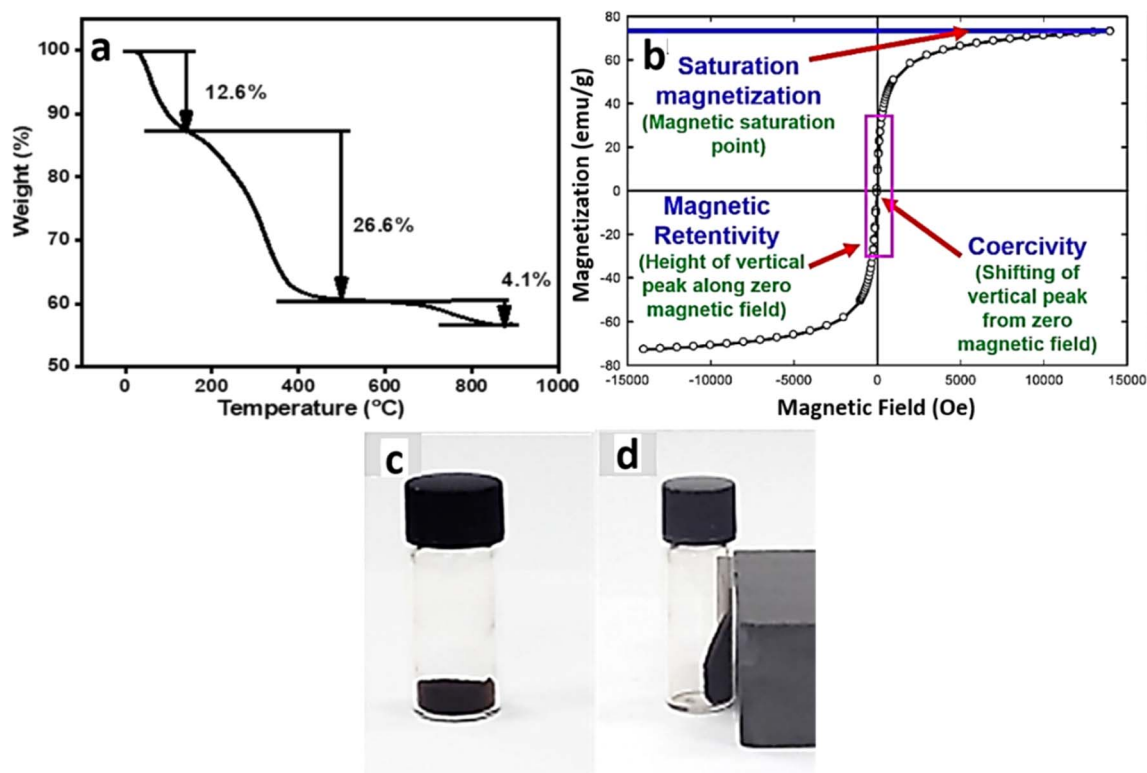 a
100
90
80
70
60
50
Weight (%)
12.6%
26.6%
4.1%
0
200
400
600
800
1000
Temperature (°C)
b
80
60
40
20
0
-20
-40
-60
-80
Magnetization (emu/g)
Saturation
magnetization
(Magnetic saturation
point)
Magnetic
Retentivity
(Height of vertical
peak along zero
magnetic field)
Coercivity
(Shifting of
vertical peak
from zero
magnetic field)
-15000
-10000
-5000
0
5000
10000
15000
Magnetic Field (Oe)
c
d